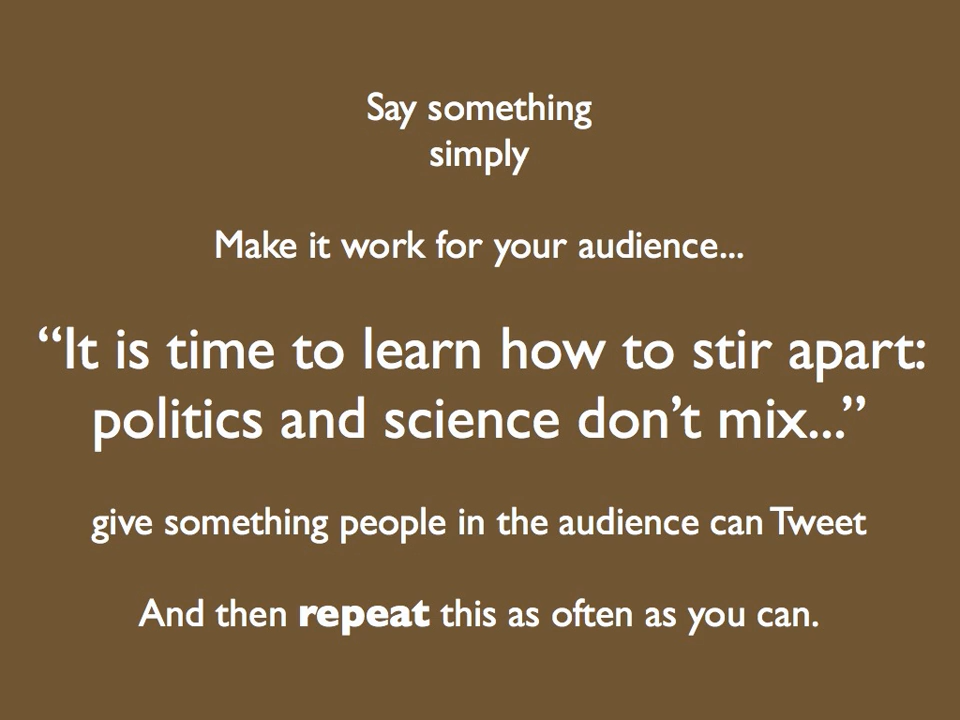 Say something
simply
Make it work for your audience...
“It is time to learn how to stir apart:
politics and science don’t mix...”
give something people in the audience can Tweet
And then repeat this as often as you can.